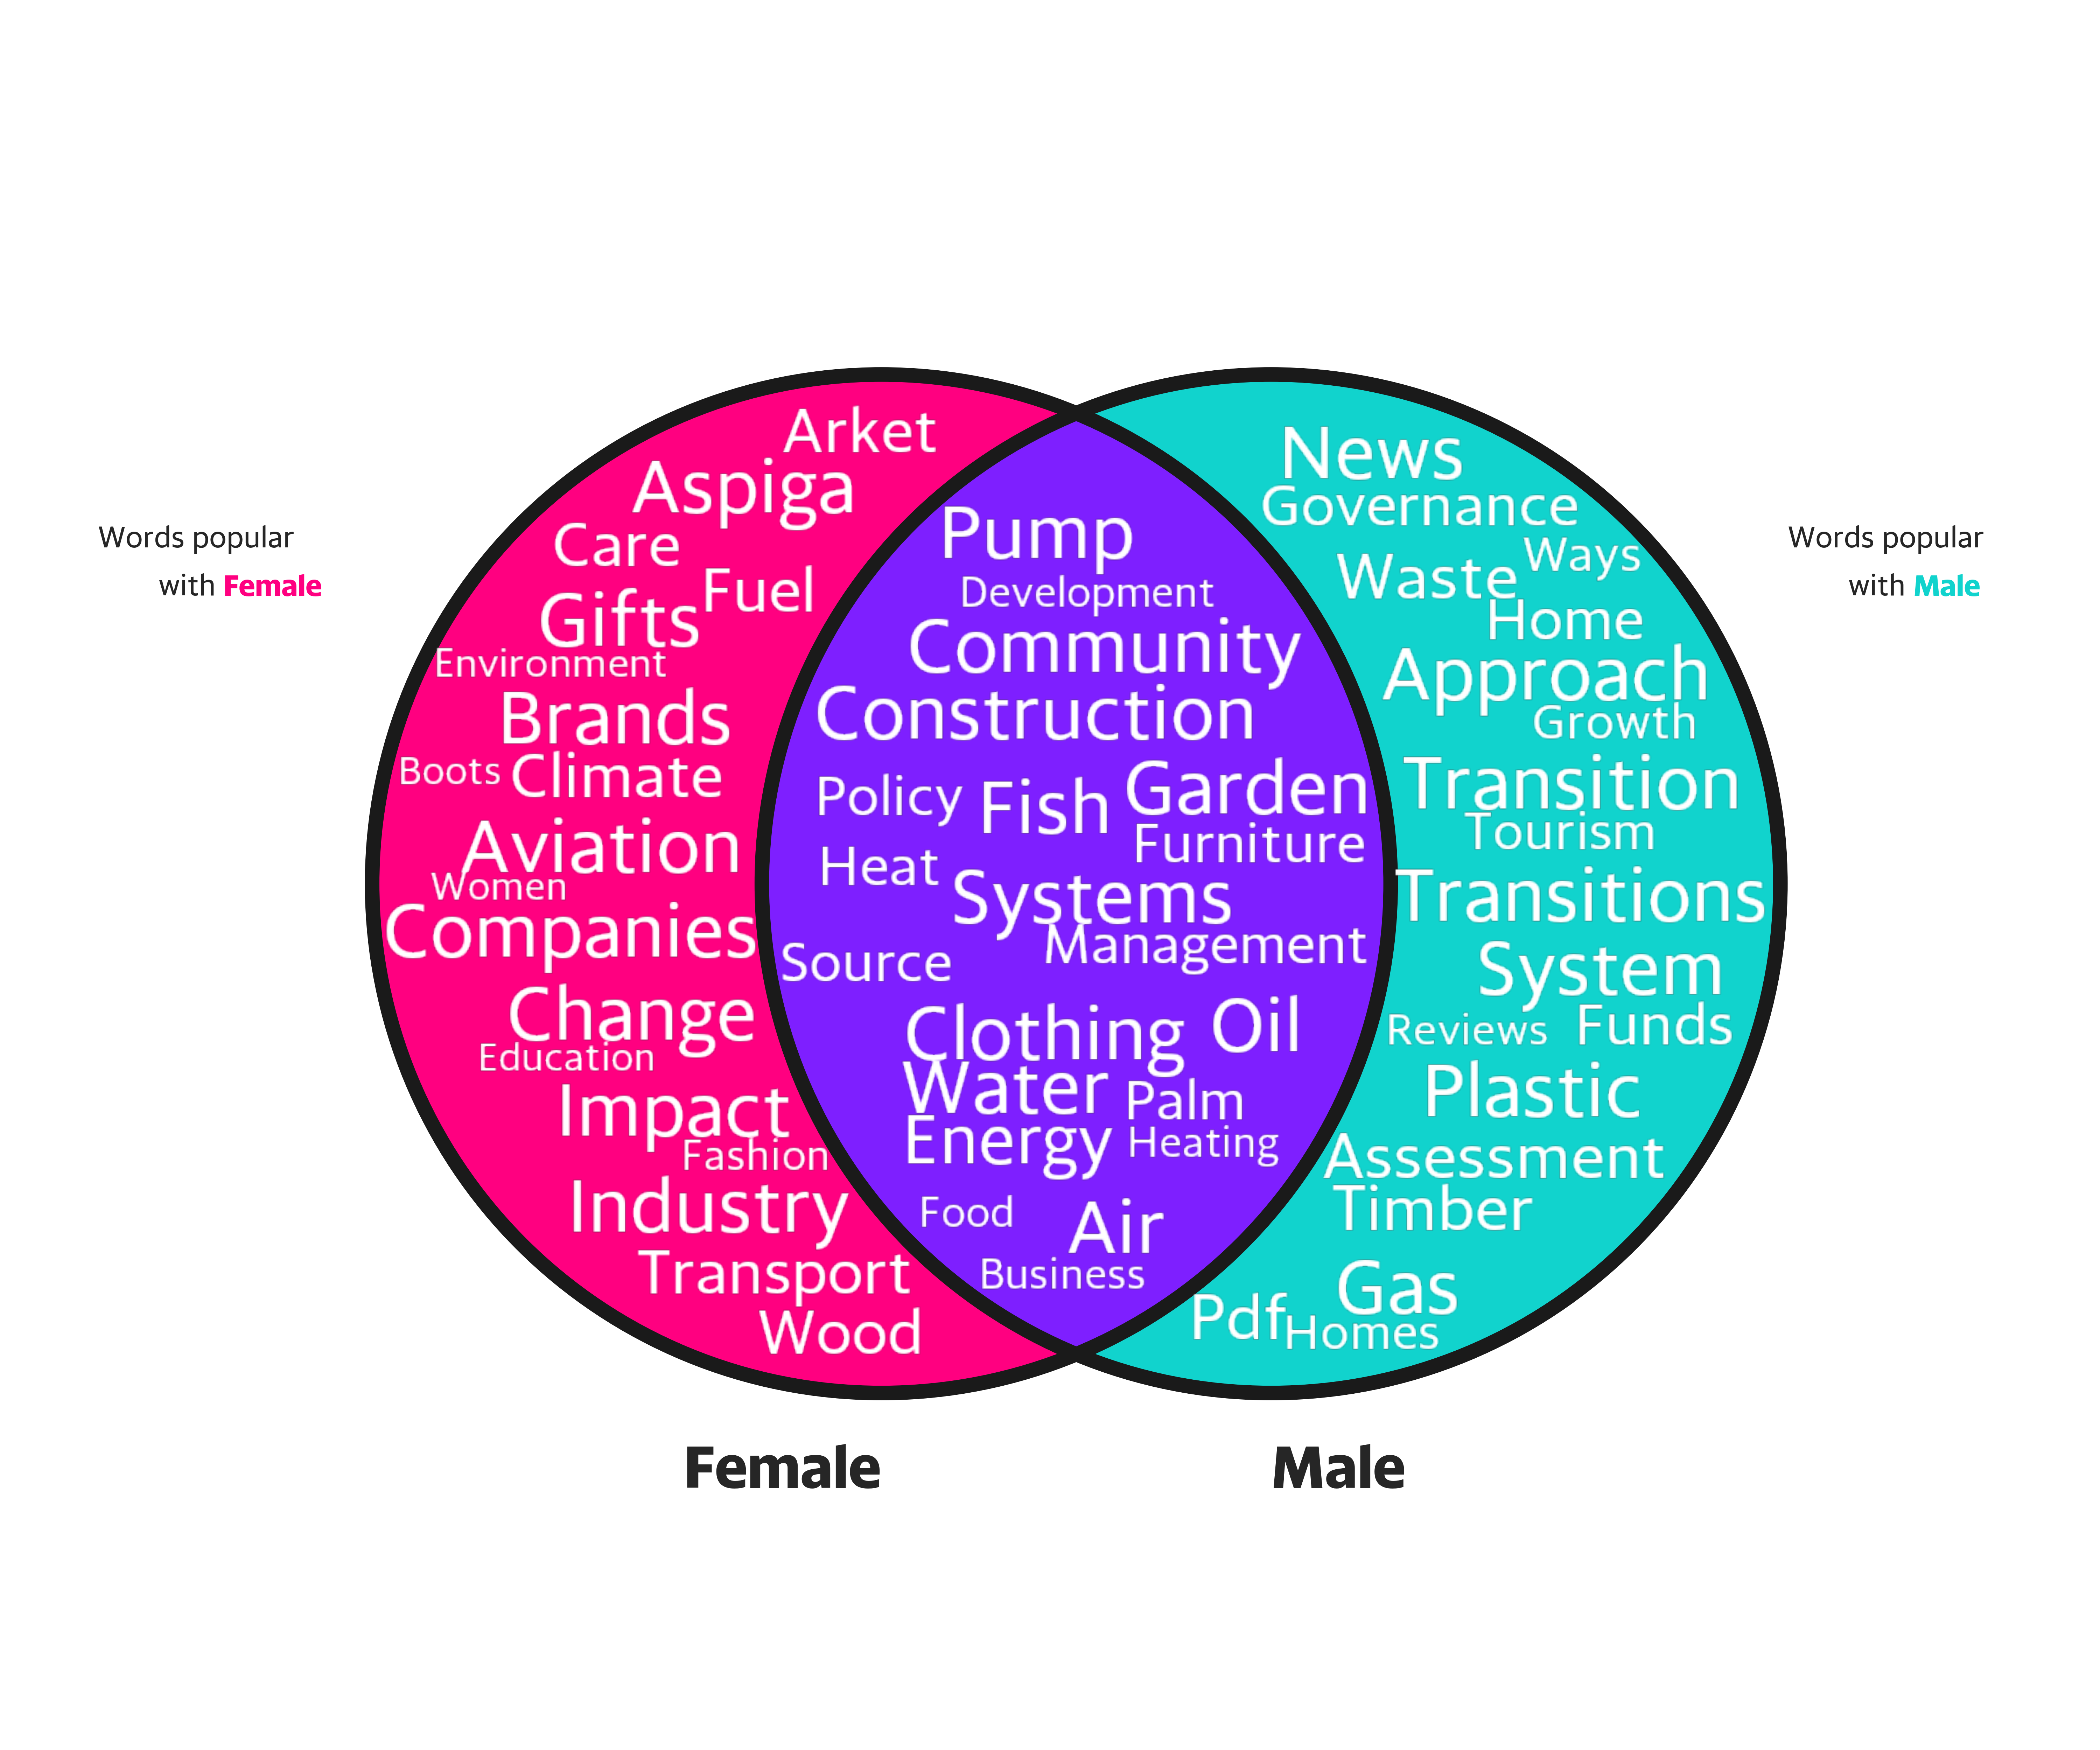 Words popular
with Female
Arket
Aspiga
Care
Fuel
Gifts
Environment
Brands
Boots Climate
Aviation
Women
Companies
Change
Education
Impact
Fashion
Industry
Transport
Wood
Pump
Development
Community
Construction
Policy Fish Garden
Furniture
Heat
Systems
Management
Source
Clothing Oil
Water Palm
Energy Heating
Food Air
Business
Words popular
with Male
News
Governance
Waste Ways
Home
Approach
Growth
Transition
Tourism
Transitions
System
Reviews Funds
Plastic
Assessment
Timber
Gas
Pdf Homes
Female
Male